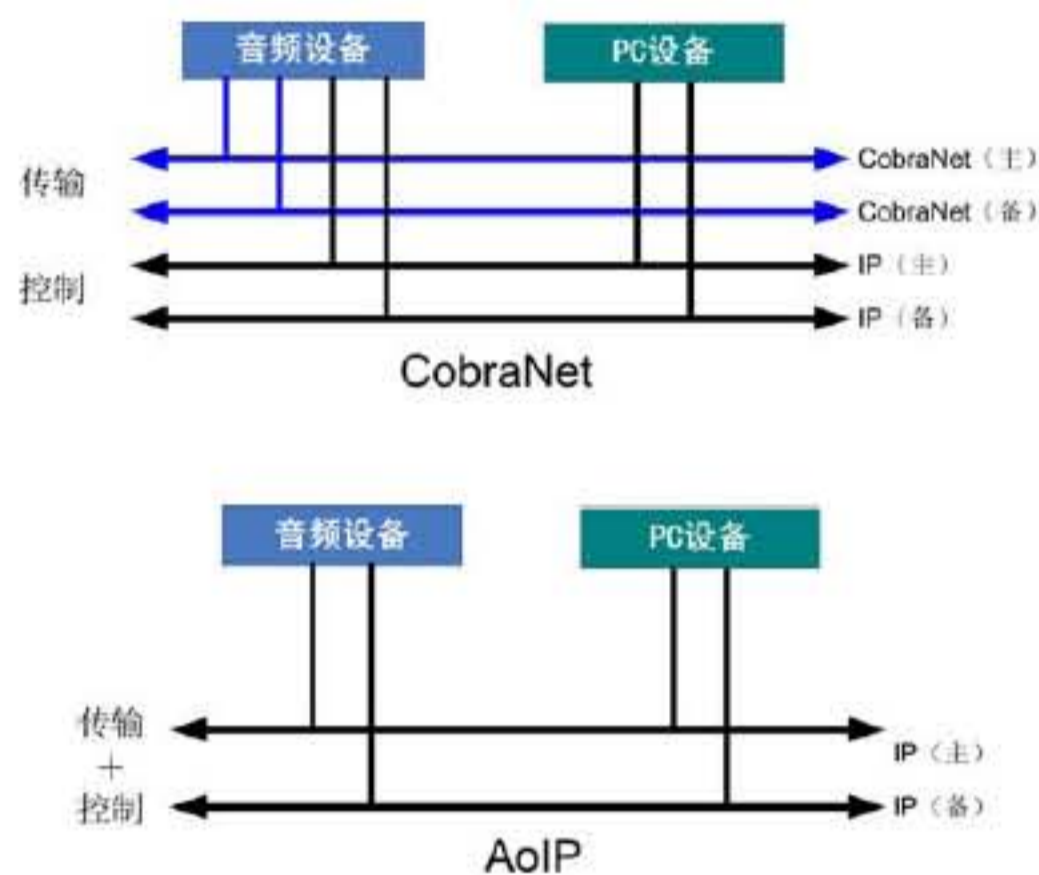 音频设备
PC设备
传输
CobraNet（主）
CobraNet（备）
控制
IP（主）
IP（备）
CobraNet
音频设备
PC设备
传输
+
控制
IP（主）
IP（备）
AoIP